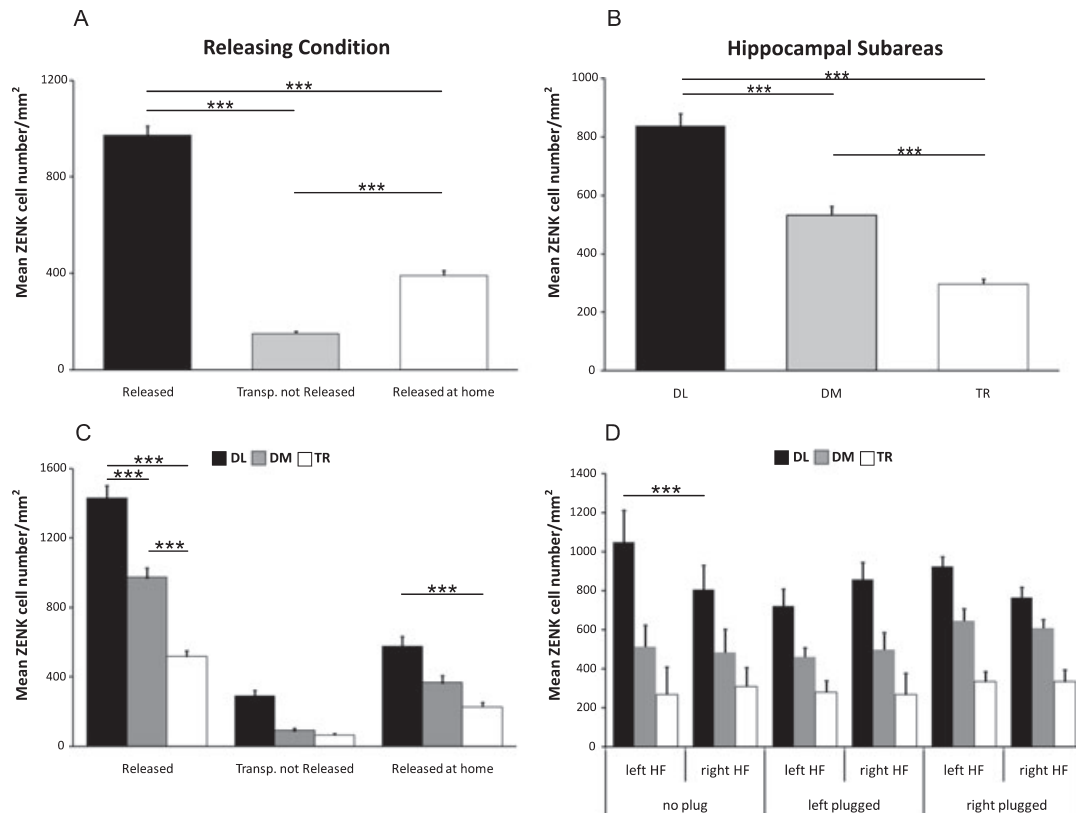 A
Releasing Condition
Mean ZENK cell number/mm²
1200
800
400
0
***
***
***
Released
Transp. not Released
Released at home
B
Hippocampal Subareas
Mean ZENK cell number/mm²
1000
800
600
400
200
0
***
***
***
DL
DM
TR
C
DL DM TR
Mean ZENK cell number/mm²
1600
1200
800
400
0
***
***
***
***
Released
Transp. not Released
Released at home
D
DL DM TR
Mean ZENK cell number/mm²
1400
1200
1000
800
600
400
200
0
***
left HF right HF left HF right HF left HF right HF
no plug left plugged right plugged